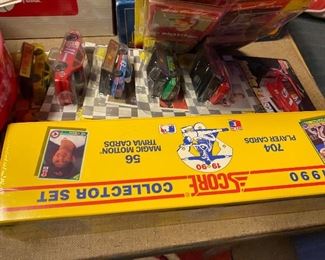 1990
SCORE
COLLECTOR SET
19-90
704
PLAYER CARDS
56
MAGIC MOTION
TRIVIA CARDS